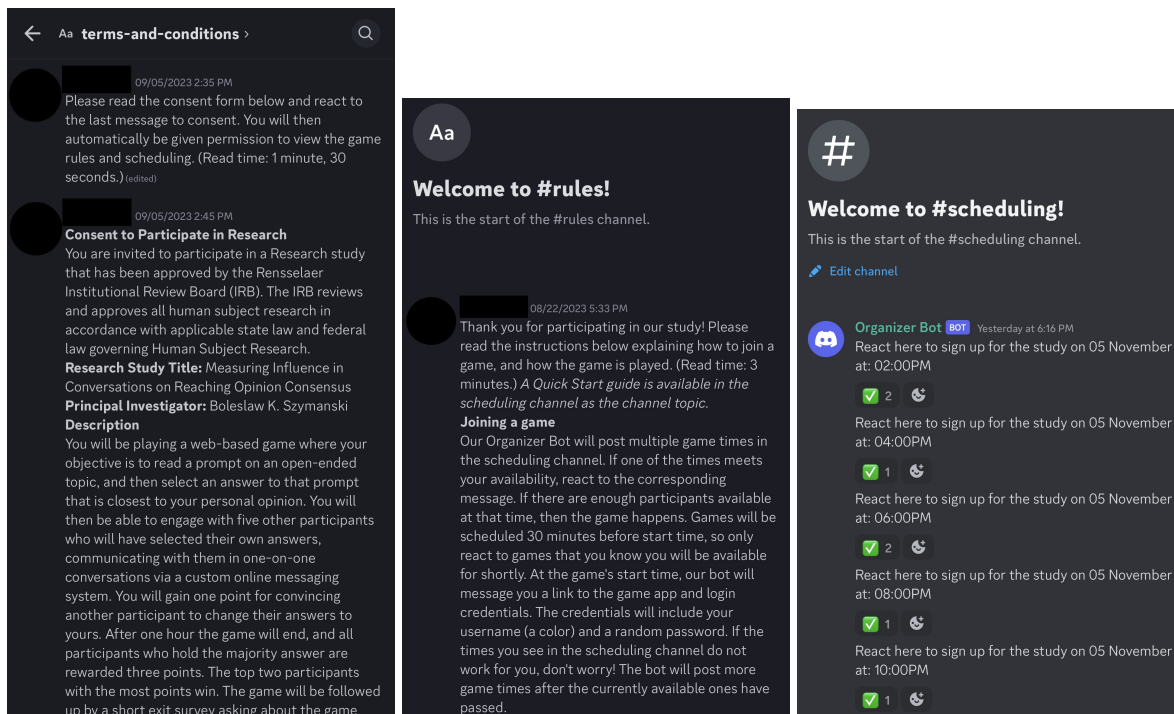 Aa terms-and-conditions ›
09/05/2023 2:35 PM
Please read the consent form below and react to
the last message to consent. You will then
automatically be given permission to view the game
rules and scheduling. (Read time: 1 minute, 30
seconds.) (edited)
09/05/2023 2:45 PM
Consent to Participate in Research
You are invited to participate in a Research study
that has been approved by the Rensselaer
Institutional Review Board (IRB). The IRB reviews
and approves all human subject research in
accordance with applicable state law and federal
law governing Human Subject Research.
Research Study Title: Measuring Influence in
Conversations on Reaching Opinion Consensus
Principal Investigator: Boleslaw K. Szymanski
Description
You will be playing a web-based game where your
objective is to read a prompt on an open-ended
topic, and then select an answer to that prompt
that is closest to your personal opinion. You will
then be able to engage with five other participants
who will have selected their own answers,
communicating with them in one-on-one
conversations via a custom online messaging
system. You will gain one point for convincing
another participant to change their answers to
yours. After one hour the game will end, and all
participants who hold the majority answer are
rewarded three points. The top two participants
with the most points win. The game will be followed
up by a short exit survey asking about the game
Aa
Welcome to #rules!
This is the start of the #rules channel.
08/22/2023 5:33 PM
Thank you for participating in our study! Please
read the instructions below explaining how to join a
game, and how the game is played. (Read time: 3
minutes.) A Quick Start guide is available in the
scheduling channel as the channel topic.
Joining a game
Our Organizer Bot will post multiple game times in
the scheduling channel. If one of the times meets
your availability, react to the corresponding
message. If there are enough participants available
at that time, then the game happens. Games will be
scheduled 30 minutes before start time, so only
react to games that you know you will be available
for shortly. At the game's start time, our bot will
message you a link to the game app and login
credentials. The credentials will include your
username (a color) and a random password. If the
times you see in the scheduling channel do not
work for you, don't worry! The bot will post more
game times after the currently available ones have
passed.
#
Welcome to #scheduling!
This is the start of the #scheduling channel.
Edit channel
Organizer Bot BOT Yesterday at 6:16 PM
React here to sign up for the study on 05 November
at: 02:00PM
2
React here to sign up for the study on 05 November
at: 04:00PM
1
React here to sign up for the study on 05 November
at: 06:00PM
2
React here to sign up for the study on 05 November
at: 08:00PM
1
React here to sign up for the study on 05 November
at: 10:00PM
1